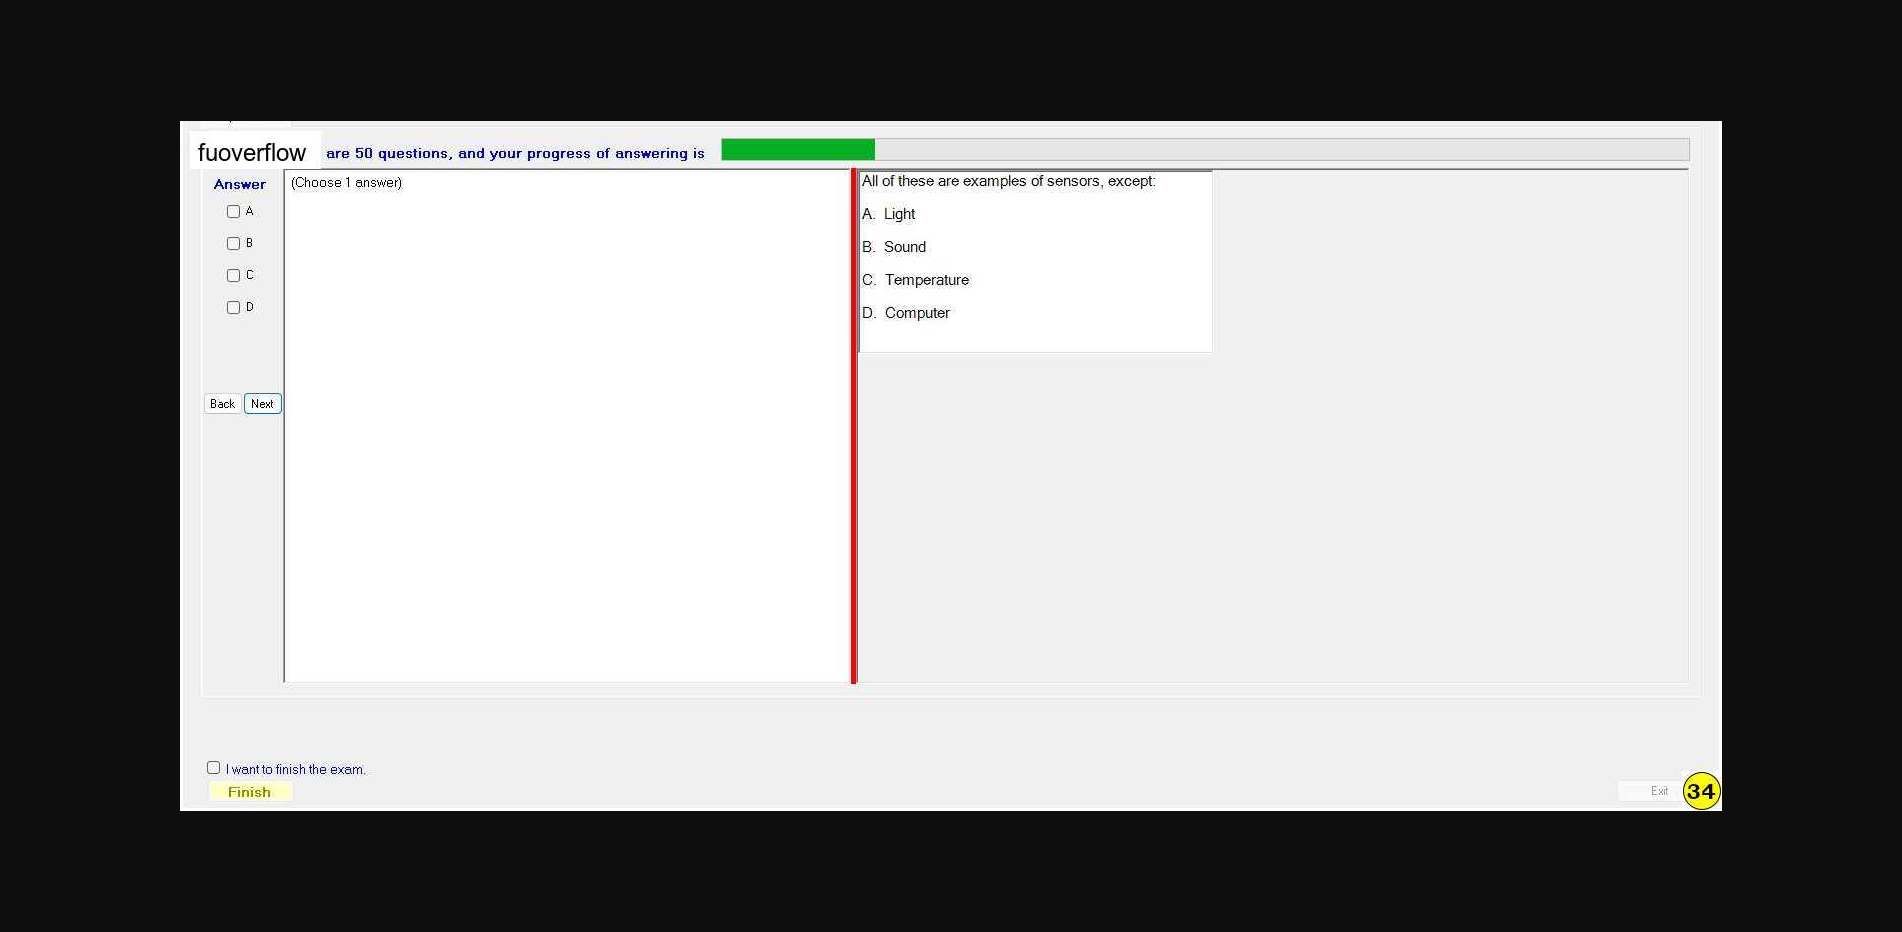 fuoverflow are 50 questions, and your progress of answering is
Answer
A
B
C
D
Back Next
(Choose 1 answer)
All of these are examples of sensors, except:
A. Light
B. Sound
C. Temperature
D. Computer
I want to finish the exam.
Finish
Exit
34